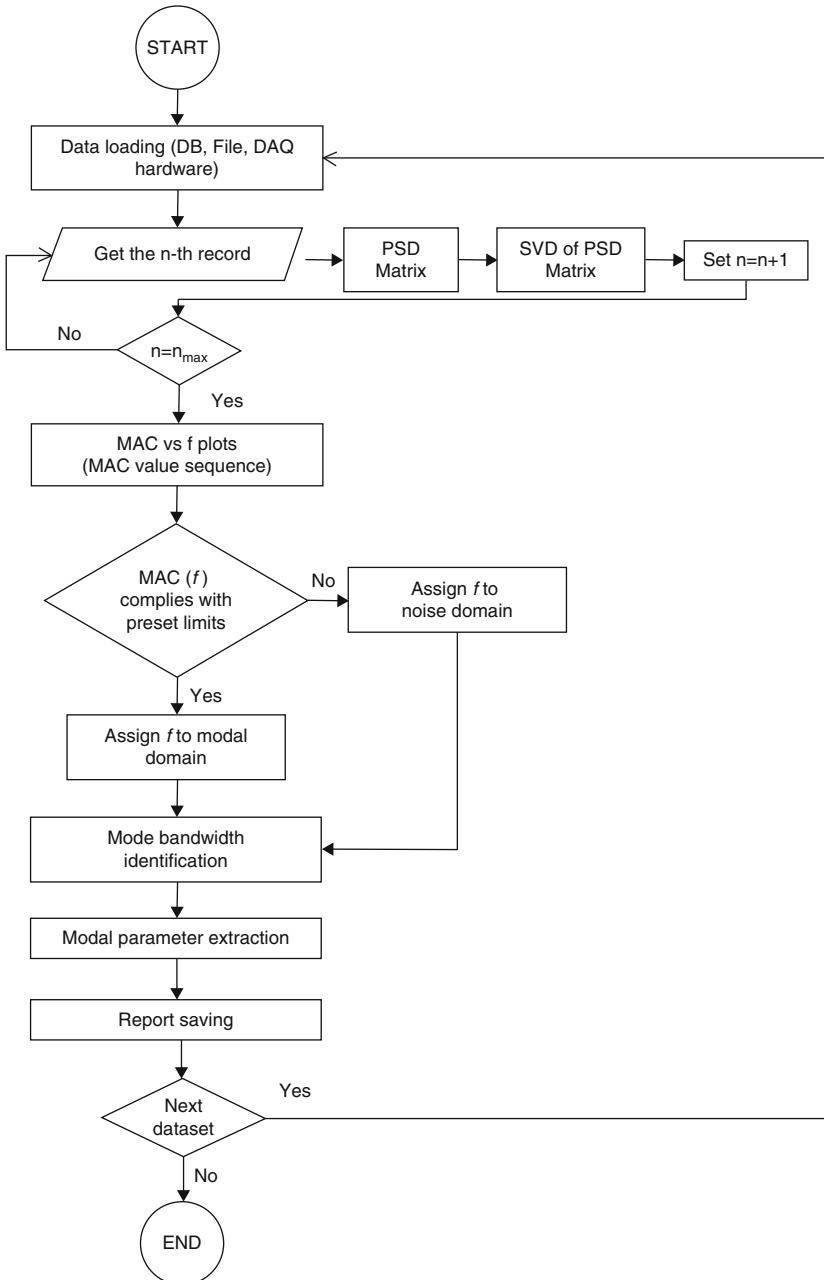 START
Data loading (DB, File, DAQ
hardware)
Get the n-th record
PSD
Matrix
SVD of PSD
Matrix
Set n=n+1
No
n=nmax
Yes
MAC vs f plots
(MAC value sequence)
MAC (f)
complies with
preset limits
No
Assign f to
noise domain
Yes
Assign f to modal
domain
Mode bandwidth
identification
Modal parameter extraction
Report saving
Next
dataset
Yes
No
END